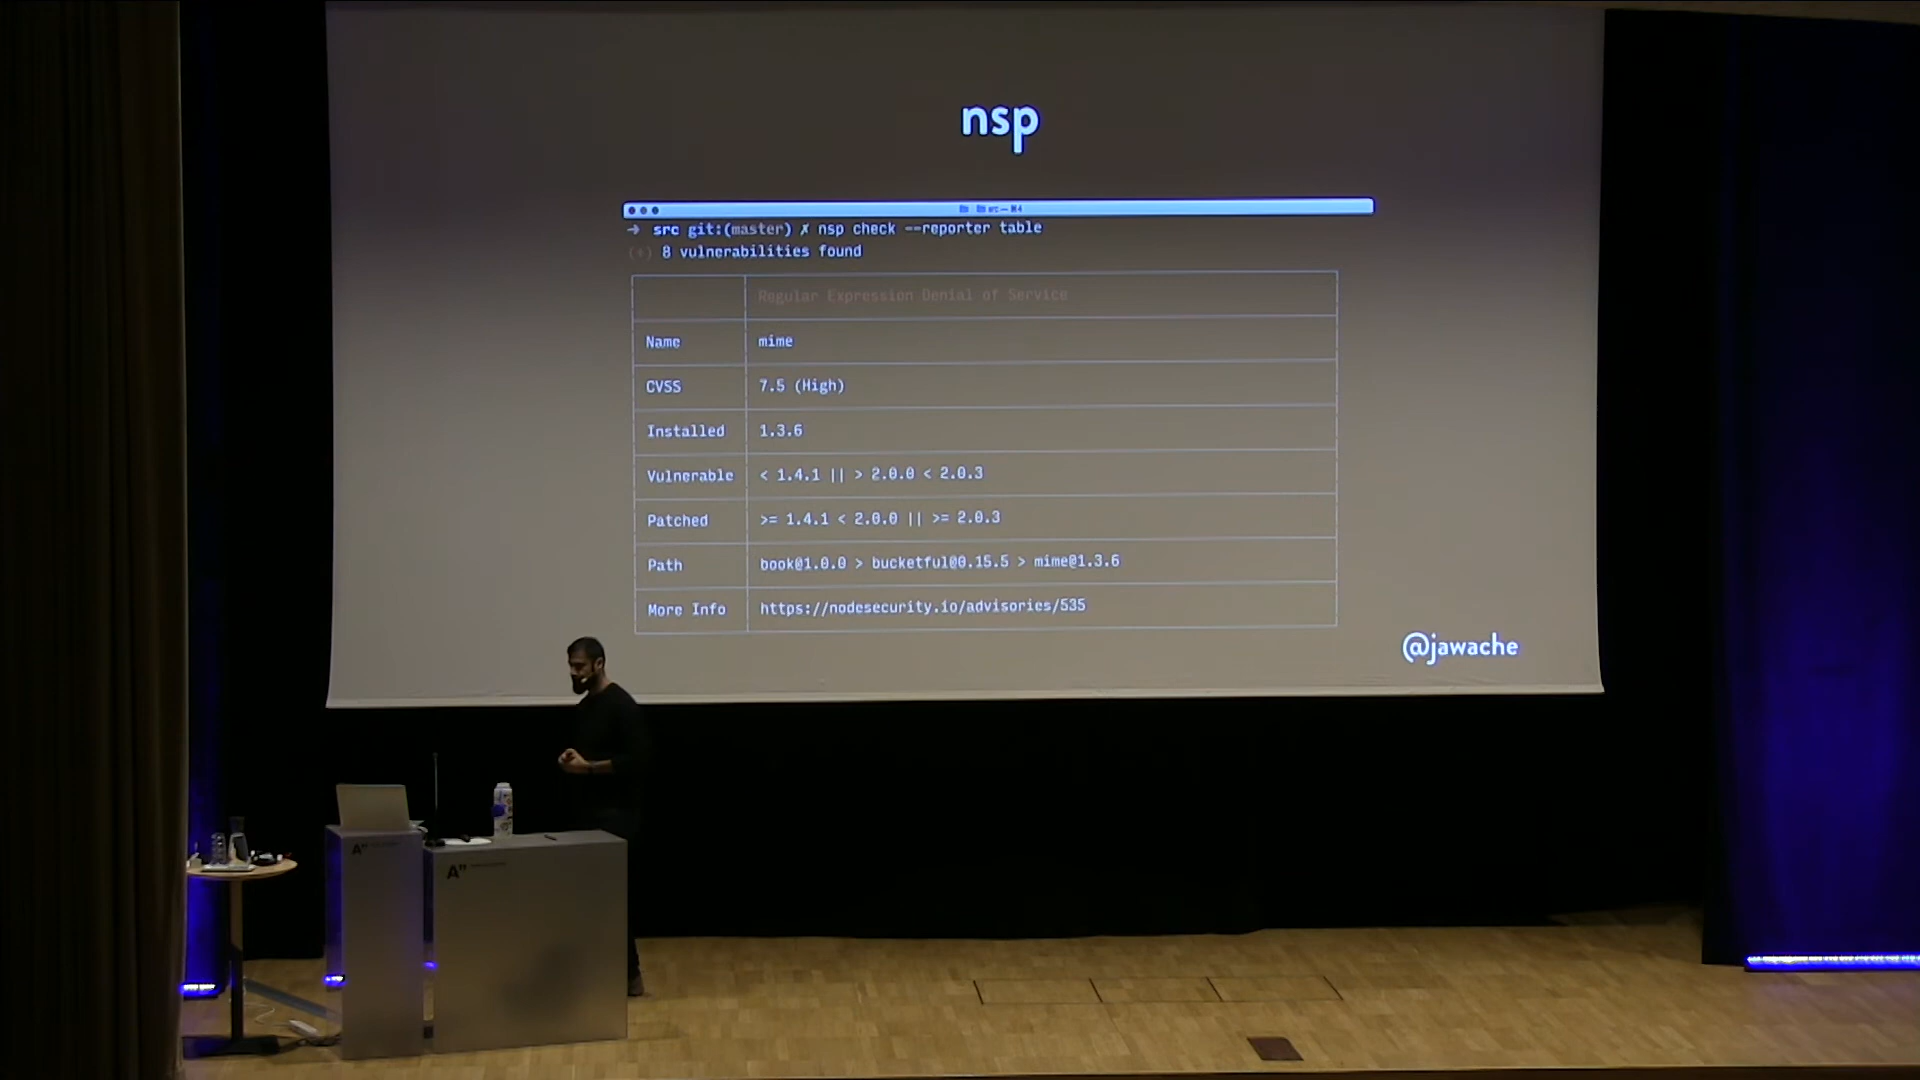 nsp
src — ⌘4
→ src git:(master) ✗ nsp check --reporter table
(+) 8 vulnerabilities found
Regular Expression Denial of Service
Name mime
CVSS 7.5 (High)
Installed 1.3.6
Vulnerable < 1.4.1 || > 2.0.0 < 2.0.3
Patched >= 1.4.1 < 2.0.0 || >= 2.0.3
Path book@1.0.0 > bucketful@0.15.5 > mime@1.3.6
More Info https://nodesecurity.io/advisories/535
@jawache
A"
A"